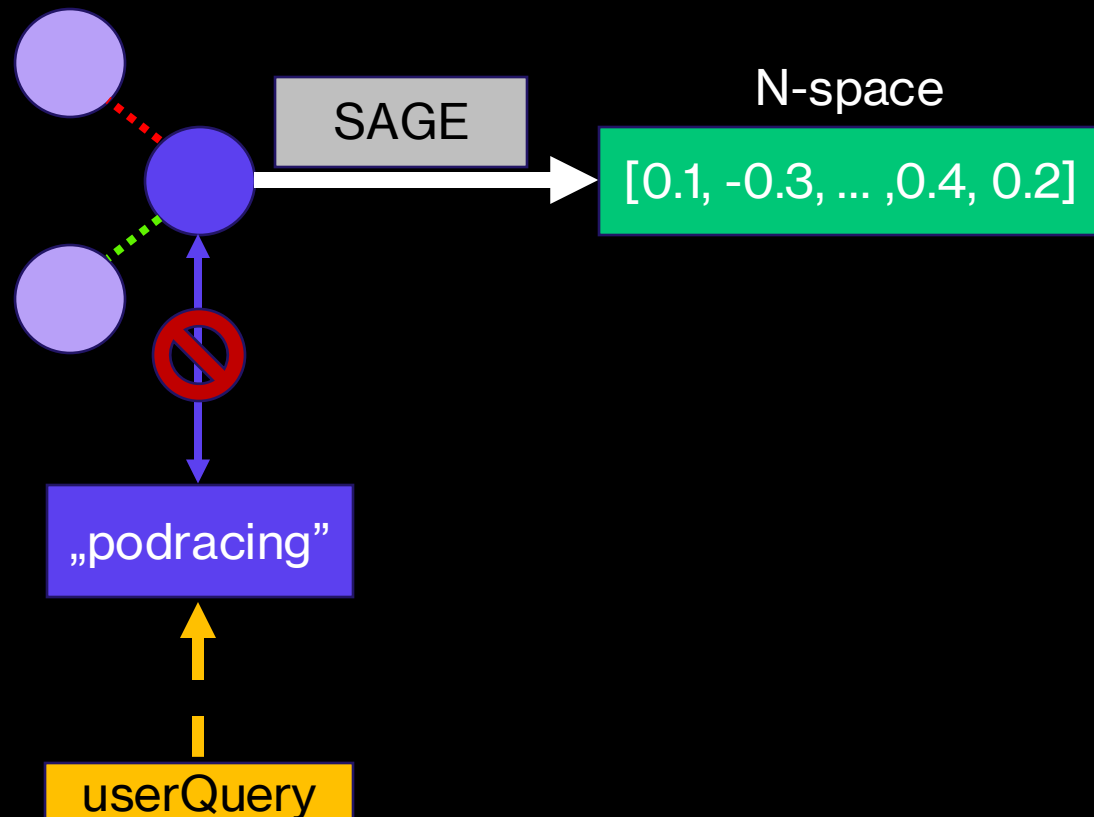 SAGE
N-space
[0.1, -0.3, ... ,0.4, 0.2]
„podracing”
userQuery